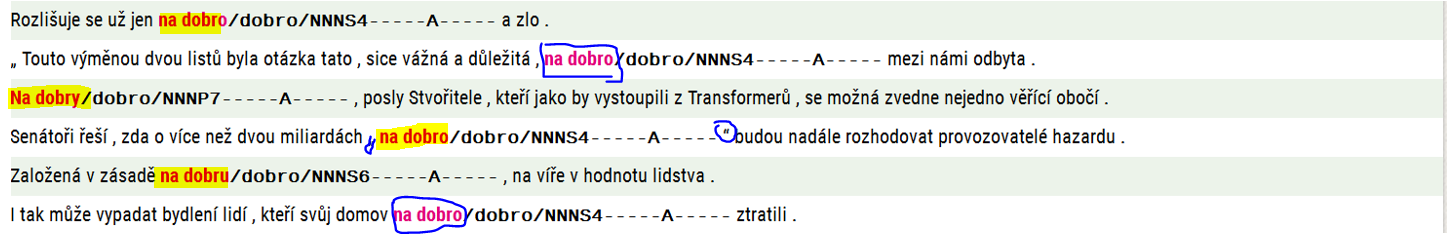 Rozlišuje se už jen na dobro/dobro/NNNS4-----A----- a zlo .
„ Touto výměnou dvou listů byla otázka tato , sice vážná a důležitá , na dobro/dobro/NNNS4-----A----- mezi námi odbyta .
Na dobry/dobro/NNNP7-----A----- , posly Stvořitele , kteří jako by vystoupili z Transformerů , se možná zvedne nejedno věřící obočí .
Senátoři řeší , zda o více než dvou miliardách „ na dobro/dobro/NNNS4-----A----- “ budou nadále rozhodovat provozovatelé hazardu .
Založená v zásadě na dobru/dobro/NNNS6-----A----- , na víře v hodnotu lidstva .
I tak může vypadat bydlení lidí , kteří svůj domov na dobro/dobro/NNNS4-----A----- ztratili .